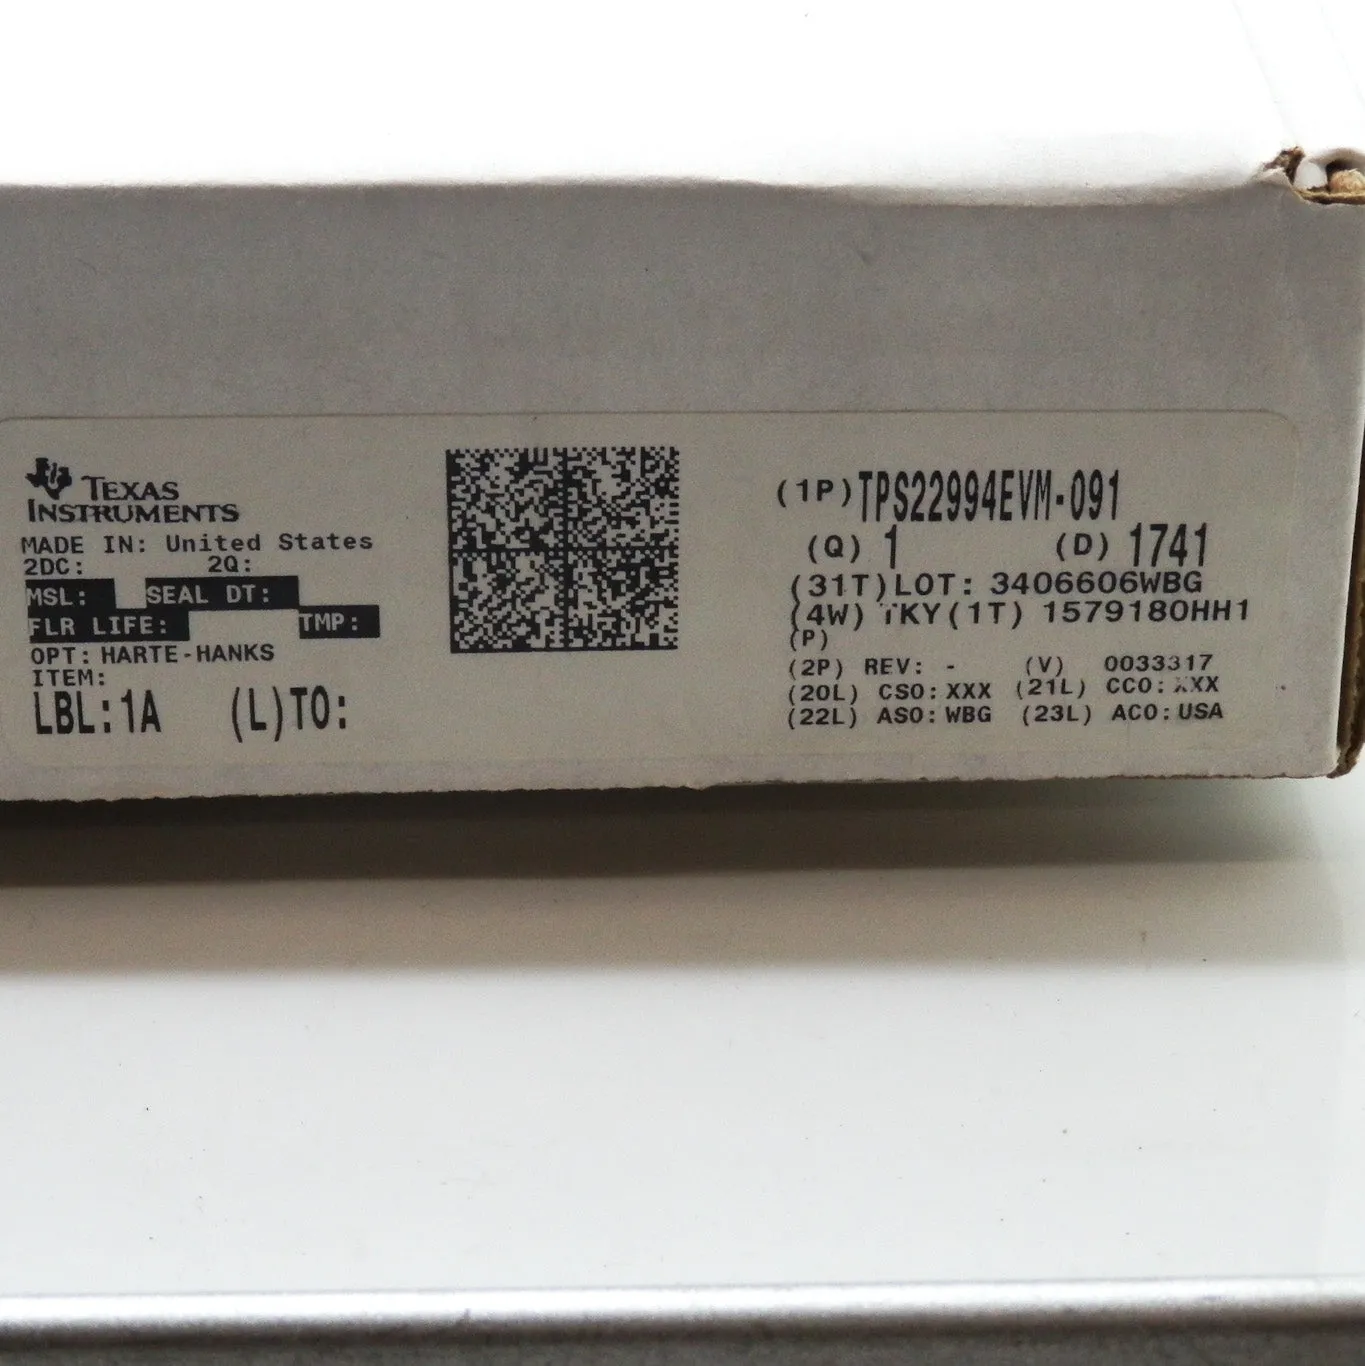 TEXAS
INSTRUMENTS
MADE IN: United States
2DC: 2Q:
MSL: SEAL DT:
FLR LIFE: TMP:
OPT: HARTE-HANKS
ITEM:
LBL:1A (L)TO:
(1P)TPS22994EVM-091
(Q) 1 (D) 1741
(31T)LOT: 3406606WBG
(4W) TKY(1T) 1579180HH1
(P)
(2P) REV: - (V) 0033317
(20L) CSO:XXX (21L) CCO:XXX
(22L) ASO:WBG (23L) ACO:USA